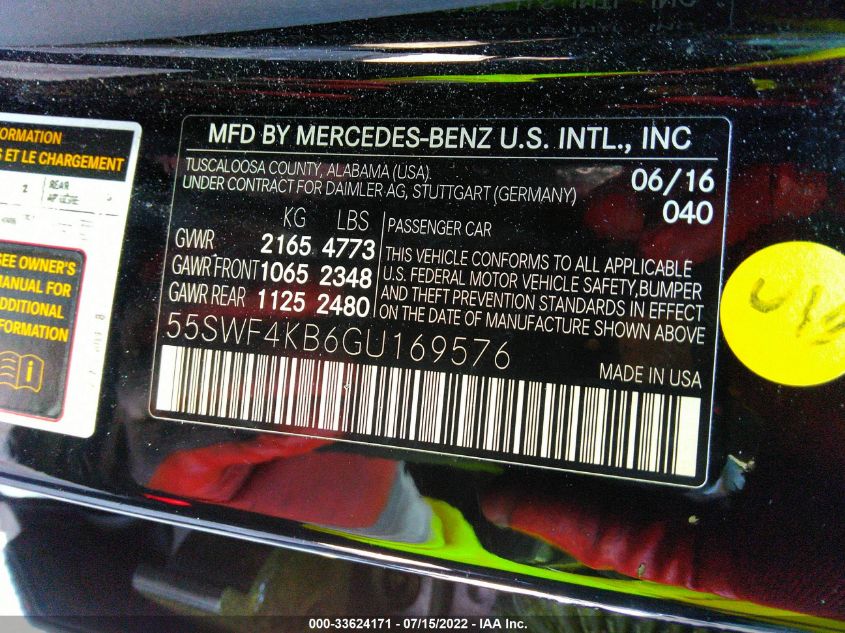 MFD BY MERCEDES-BENZ U.S. INTL., INC
TUSCALOOSA COUNTY, ALABAMA (USA).
UNDER CONTRACT FOR DAIMLER AG, STUTTGART (GERMANY)
06/16
040
KG LBS
GVWR 2165 4773
GAWR FRONT 1065 2348
GAWR REAR 1125 2480
PASSENGER CAR
THIS VEHICLE CONFORMS TO ALL APPLICABLE
U.S. FEDERAL MOTOR VEHICLE SAFETY, BUMPER
AND THEFT PREVENTION STANDARDS IN EFFECT
ON THE DATE OF MANUFACTURE SHOWN ABOVE
55SWF4KB6GU169576
MADE IN USA
ORMATION
S ET LE CHARGEMENT
2 REAR
SEE OWNER'S
MANUAL FOR
ADDITIONAL
FORMATION
000-33624171 - 07/15/2022 - IAA Inc.